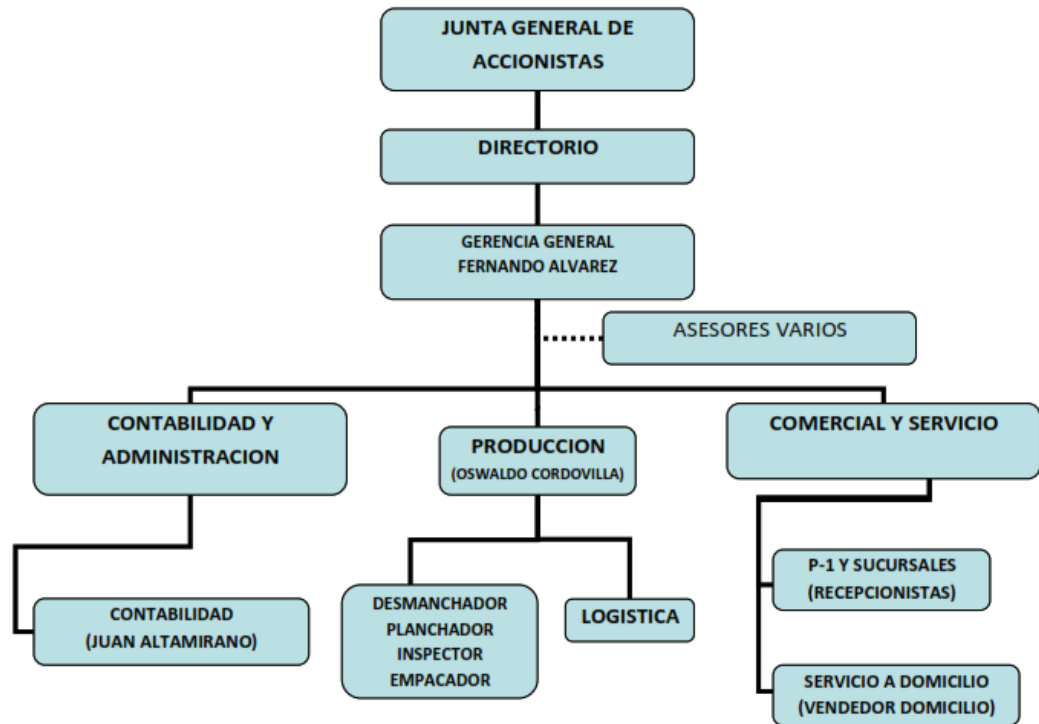 JUNTA GENERAL DE
ACCIONISTAS
DIRECTORIO
GERENCIA GENERAL
FERNANDO ALVAREZ
ASESORES VARIOS
CONTABILIDAD Y
ADMINISTRACION
PRODUCCION
(OSWALDO CORDOVILLA)
COMERCIAL Y SERVICIO
CONTABILIDAD
(JUAN ALTAMIRANO)
DESMANCHADOR
PLANCHADOR
INSPECTOR
EMPACADOR
LOGISTICA
P-1 Y SUCURSALES
(RECEPCIONISTAS)
SERVICIO A DOMICILIO
(VENDEDOR DOMICILIO)